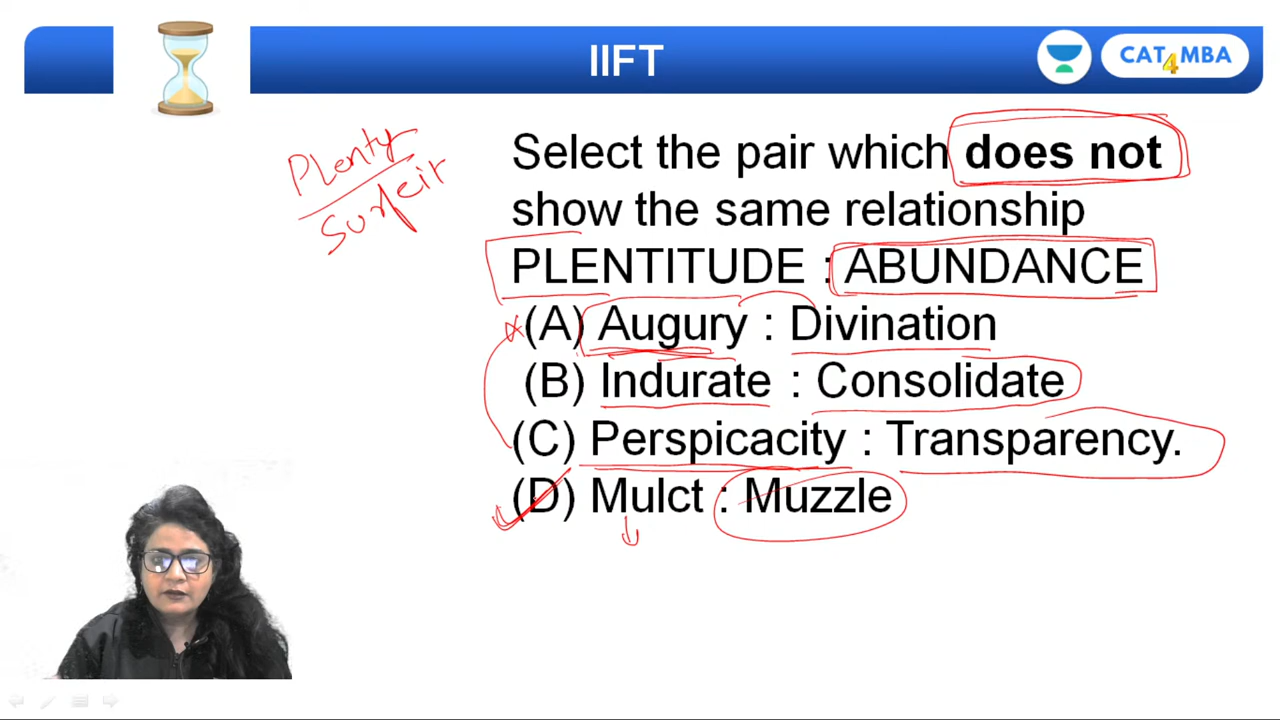 IIFT
CAT4MBA
Plenty
Surfeit
Select the pair which does not
show the same relationship
PLENTITUDE : ABUNDANCE
(A) Augury : Divination
(B) Indurate : Consolidate
(C) Perspicacity : Transparency.
(D) Mulct : Muzzle